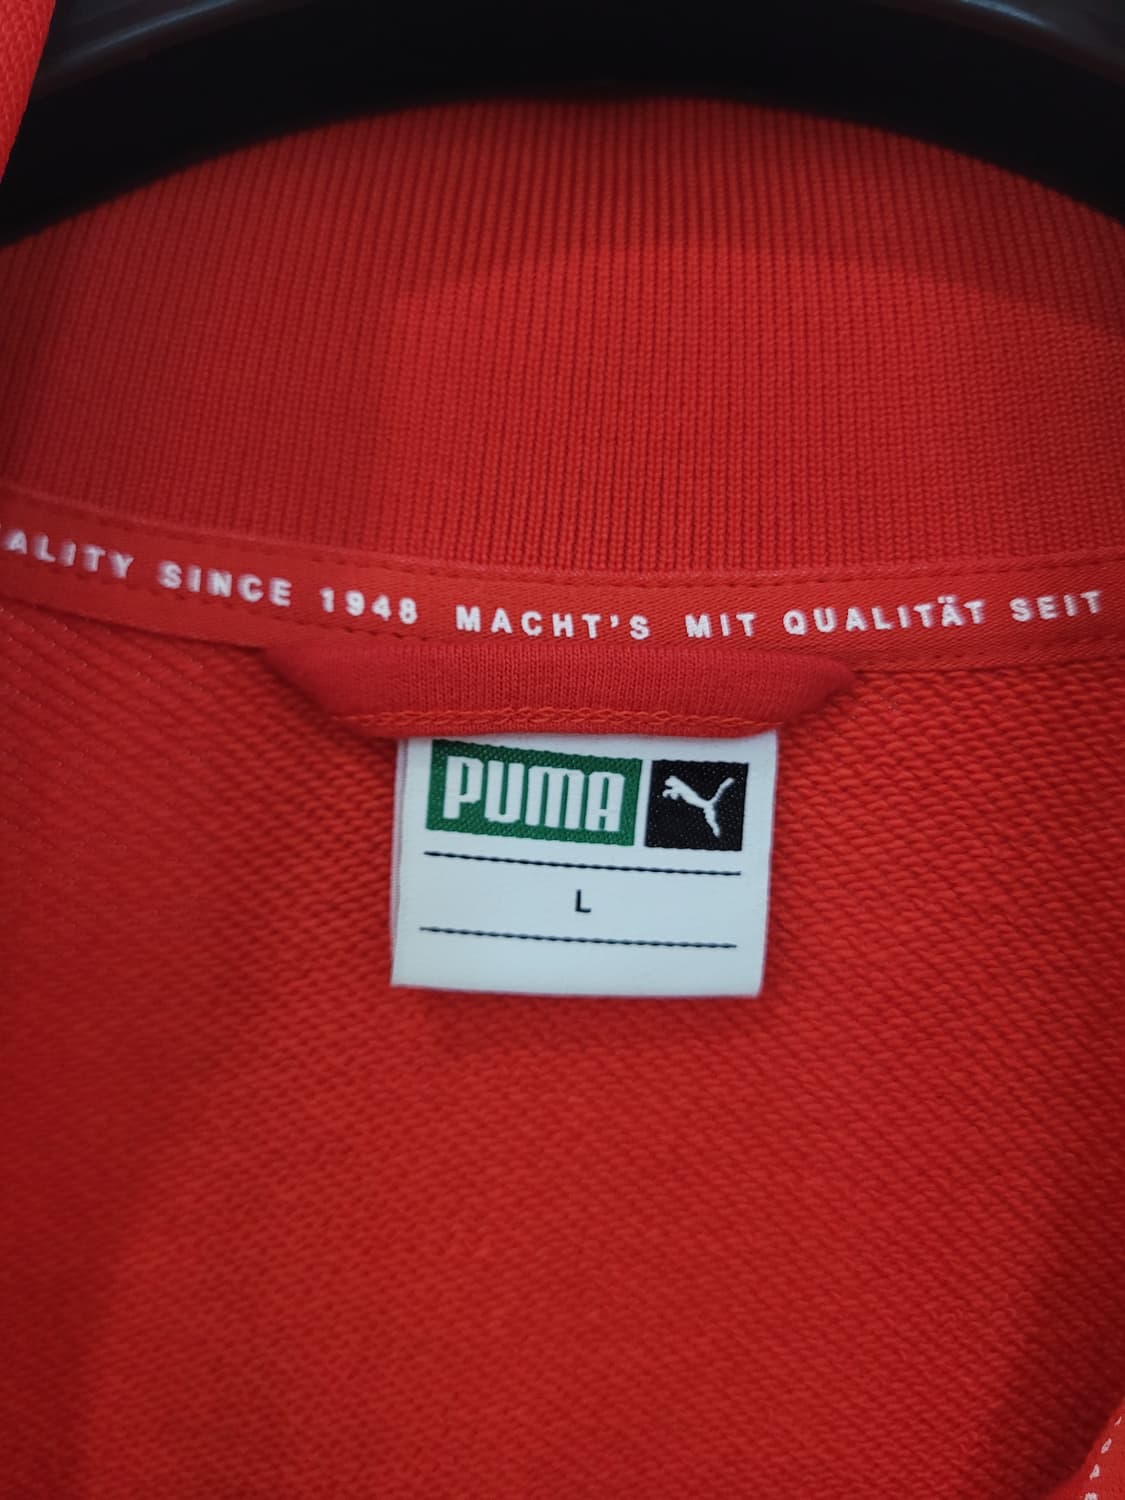 ALITY SINCE 1948 MACHT'S MIT QUALITÄT SEIT
PUMA
L